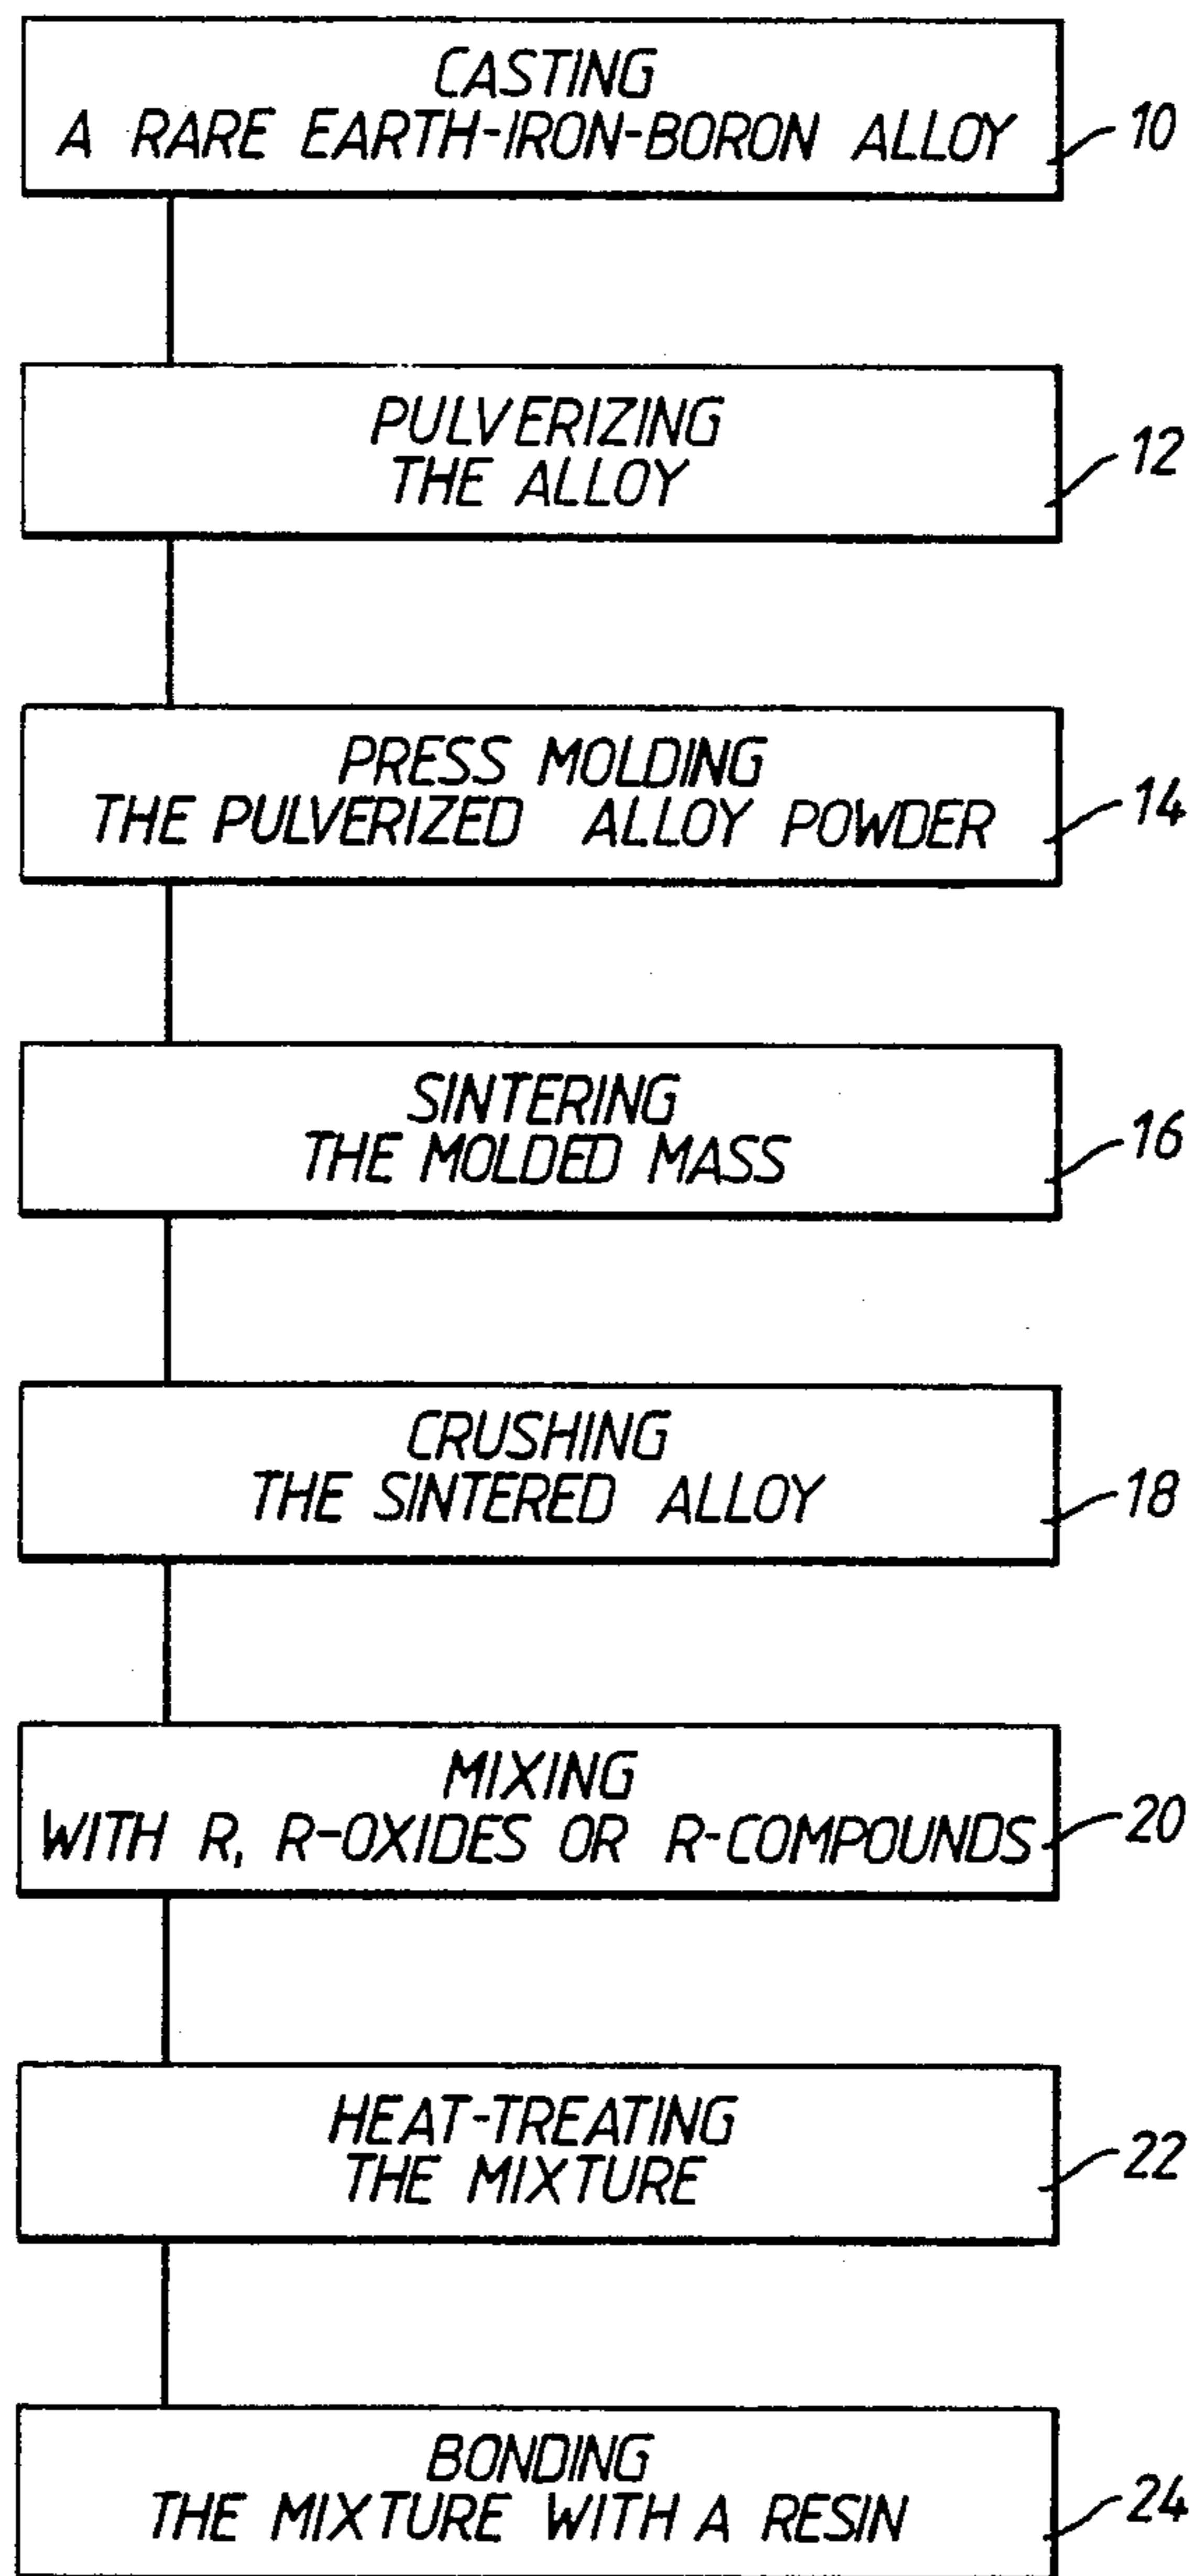 CASTING
A RARE EARTH-IRON-BORON ALLOY
10
PULVERIZING
THE ALLOY
12
PRESS MOLDING
THE PULVERIZED ALLOY POWDER
14
SINTERING
THE MOLDED MASS
16
CRUSHING
THE SINTERED ALLOY
18
MIXING
WITH R, R-OXIDES OR R-COMPOUNDS
20
HEAT-TREATING
THE MIXTURE
22
BONDING
THE MIXTURE WITH A RESIN
24